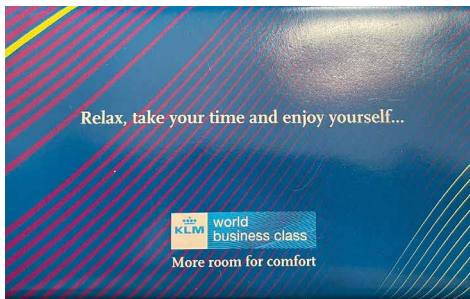 Relax, take your time and enjoy yourself...
KLM
world
business class
More room for comfort